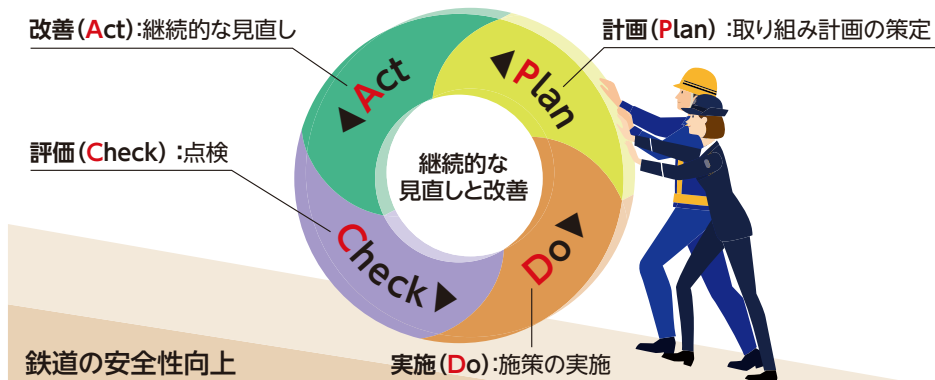 改善(Act):継続的な見直し
計画(Plan):取り組み計画の策定
◀Act
◀Plan
評価(Check):点検
継続的な
見直しと改善
Check▶
Do▶
鉄道の安全性向上
実施(Do):施策の実施